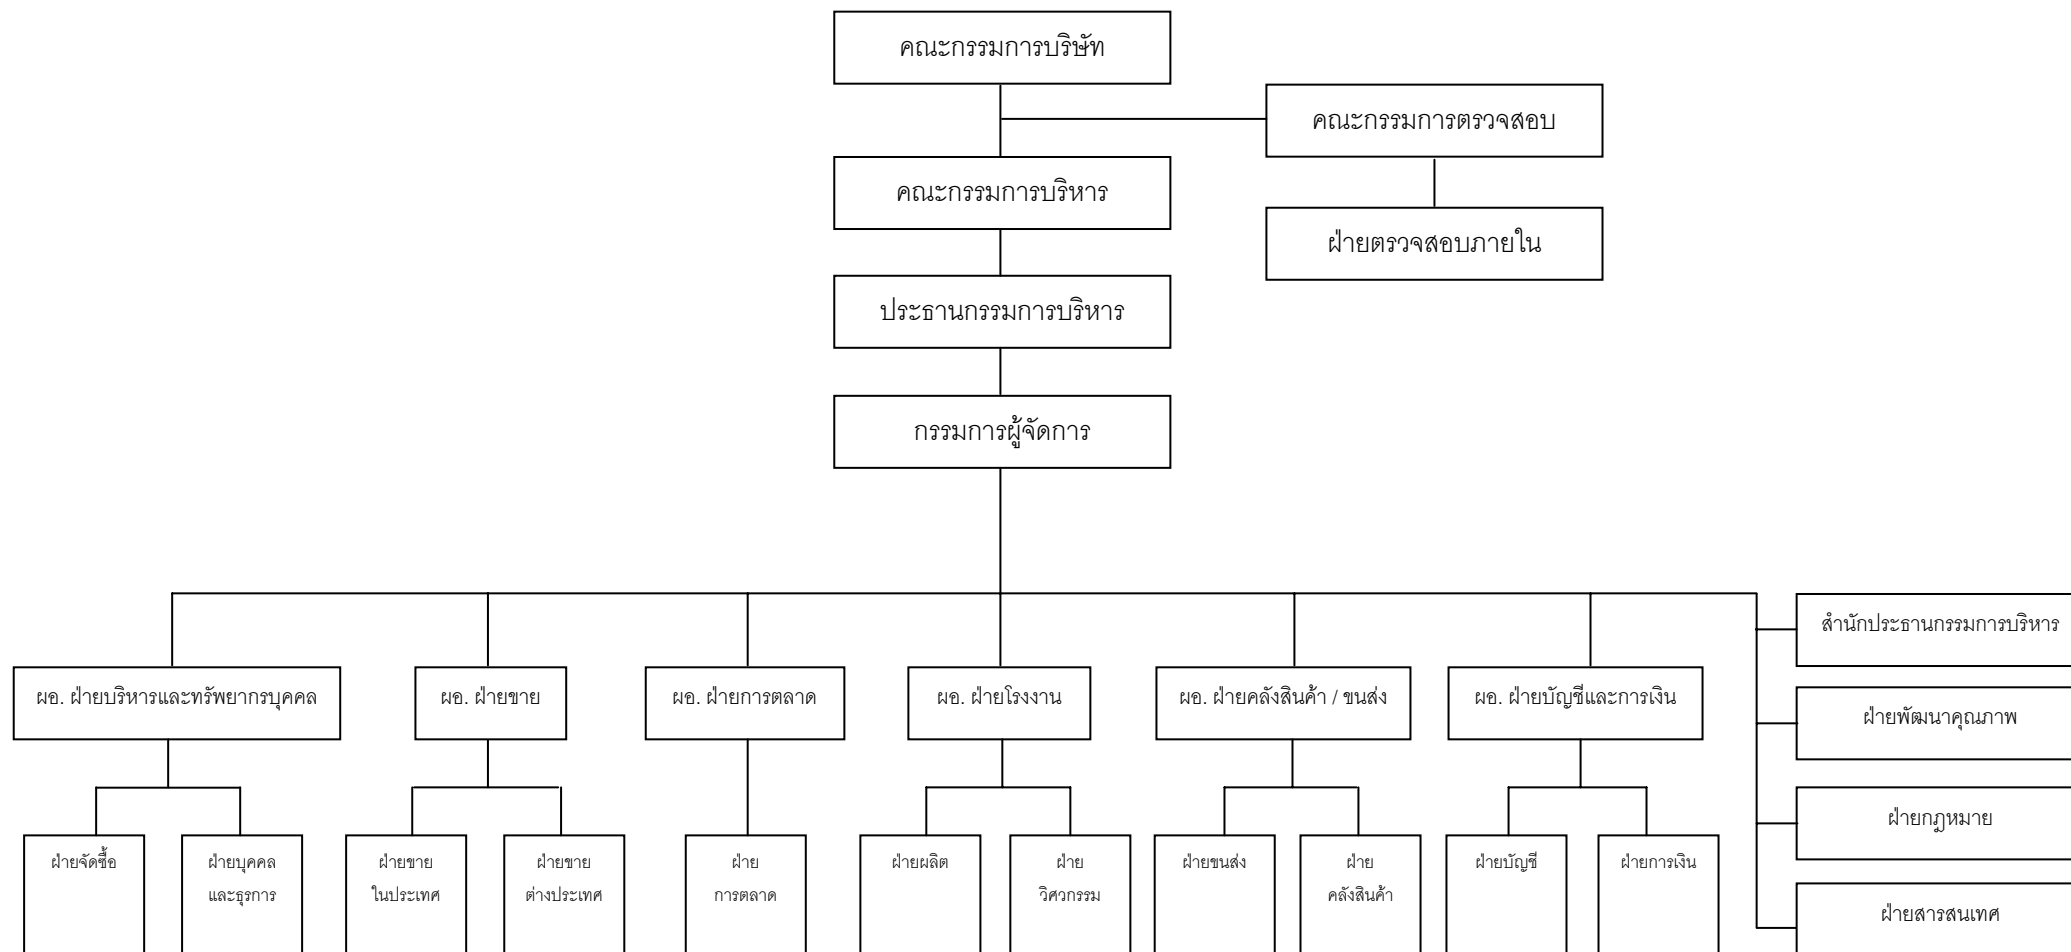 คณะกรรมการบริษัท
คณะกรรมการตรวจสอบ
คณะกรรมการบริหาร
ฝ่ายตรวจสอบภายใน
ประธานกรรมการบริหาร
กรรมการผู้จัดการ
สำนักประธานกรรมการบริหาร
ผอ. ฝ่ายบริหารและทรัพยากรบุคคล
ผอ. ฝ่ายขาย
ผอ. ฝ่ายการตลาด
ผอ. ฝ่ายโรงงาน
ผอ. ฝ่ายคลังสินค้า / ขนส่ง
ผอ. ฝ่ายบัญชีและการเงิน
ฝ่ายพัฒนาคุณภาพ
ฝ่ายกฎหมาย
ฝ่ายจัดซื้อ
ฝ่ายบุคคล
และธุรการ
ฝ่ายขาย
ในประเทศ
ฝ่ายขาย
ต่างประเทศ
ฝ่าย
การตลาด
ฝ่ายผลิต
ฝ่าย
วิศวกรรม
ฝ่ายขนส่ง
ฝ่าย
คลังสินค้า
ฝ่ายบัญชี
ฝ่ายการเงิน
ฝ่ายสารสนเทศ